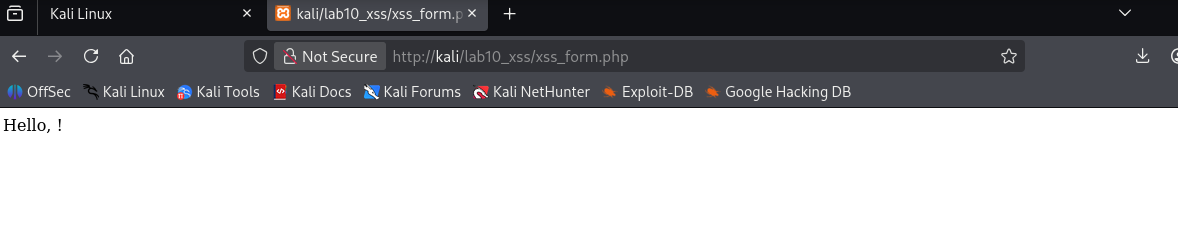 Kali Linux
kali/lab10_xss/xss_form.p
Not Secure http://kali/lab10_xss/xss_form.php
OffSec Kali Linux Kali Tools Kali Docs Kali Forums Kali NetHunter Exploit-DB Google Hacking DB
Hello, !